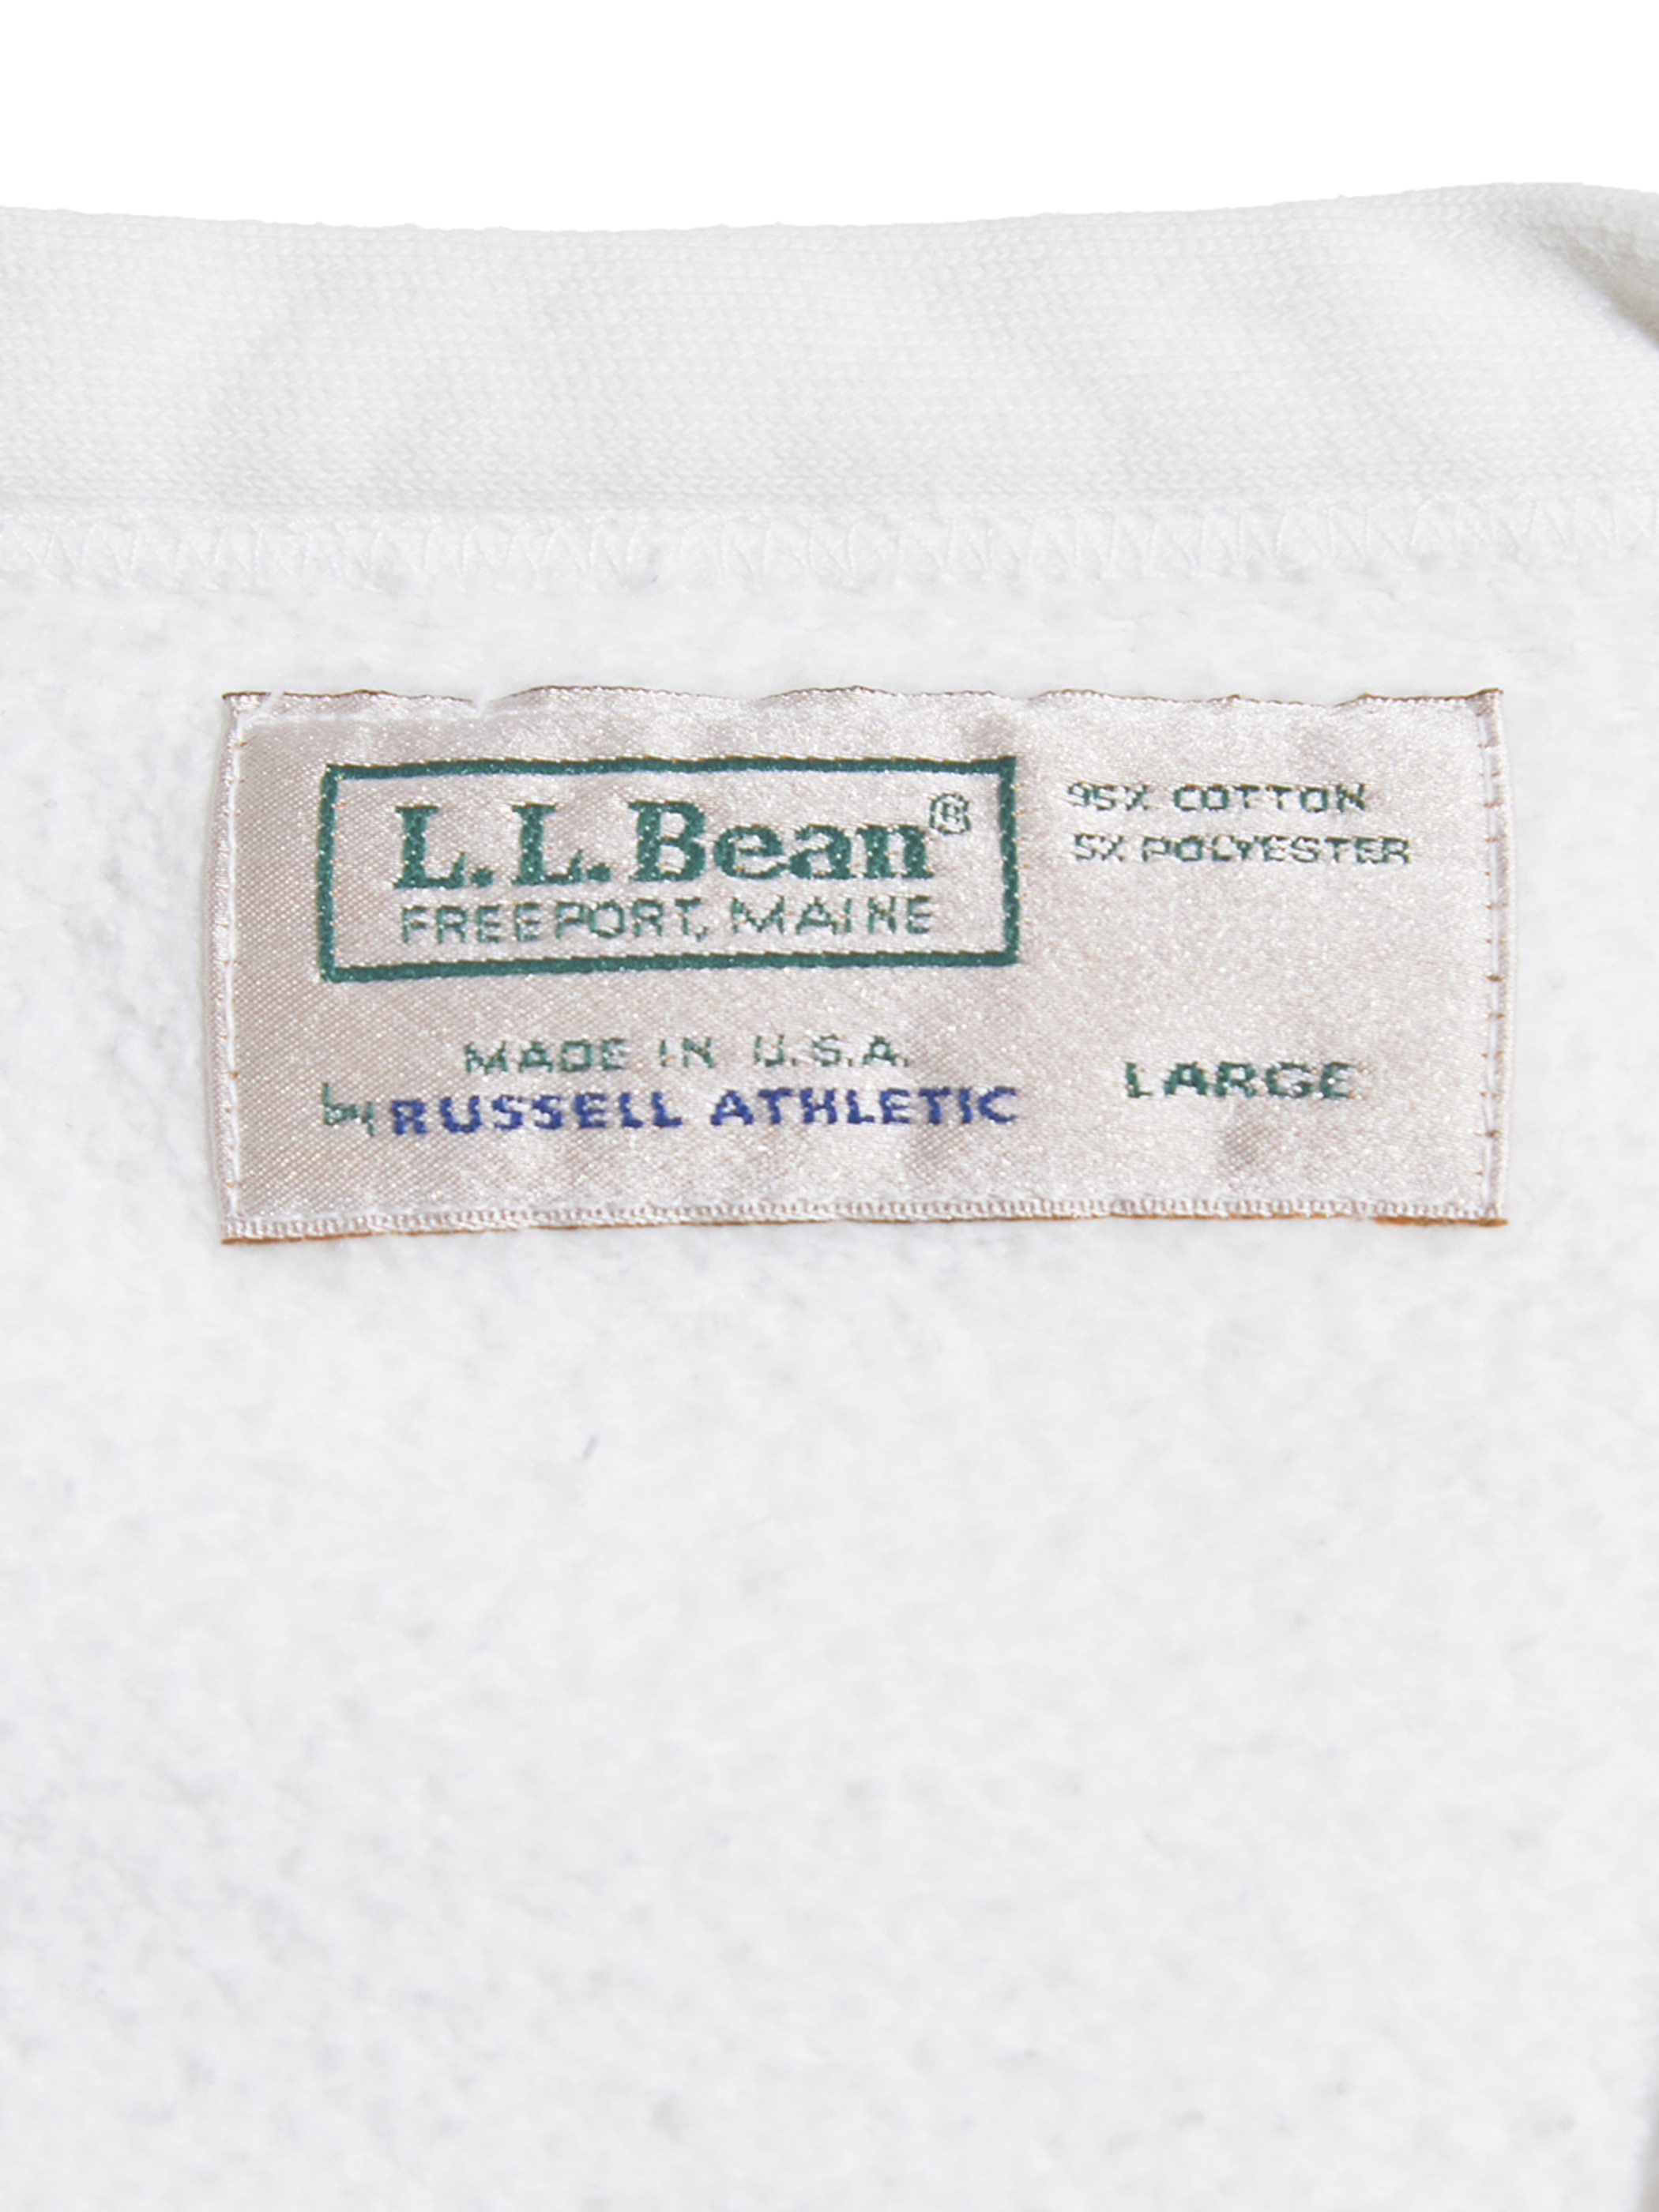 L.L.Bean®
FREEPORT, MAINE
95% COTTON
5% POLYESTER
MADE IN U.S.A.
by RUSSELL ATHLETIC
LARGE